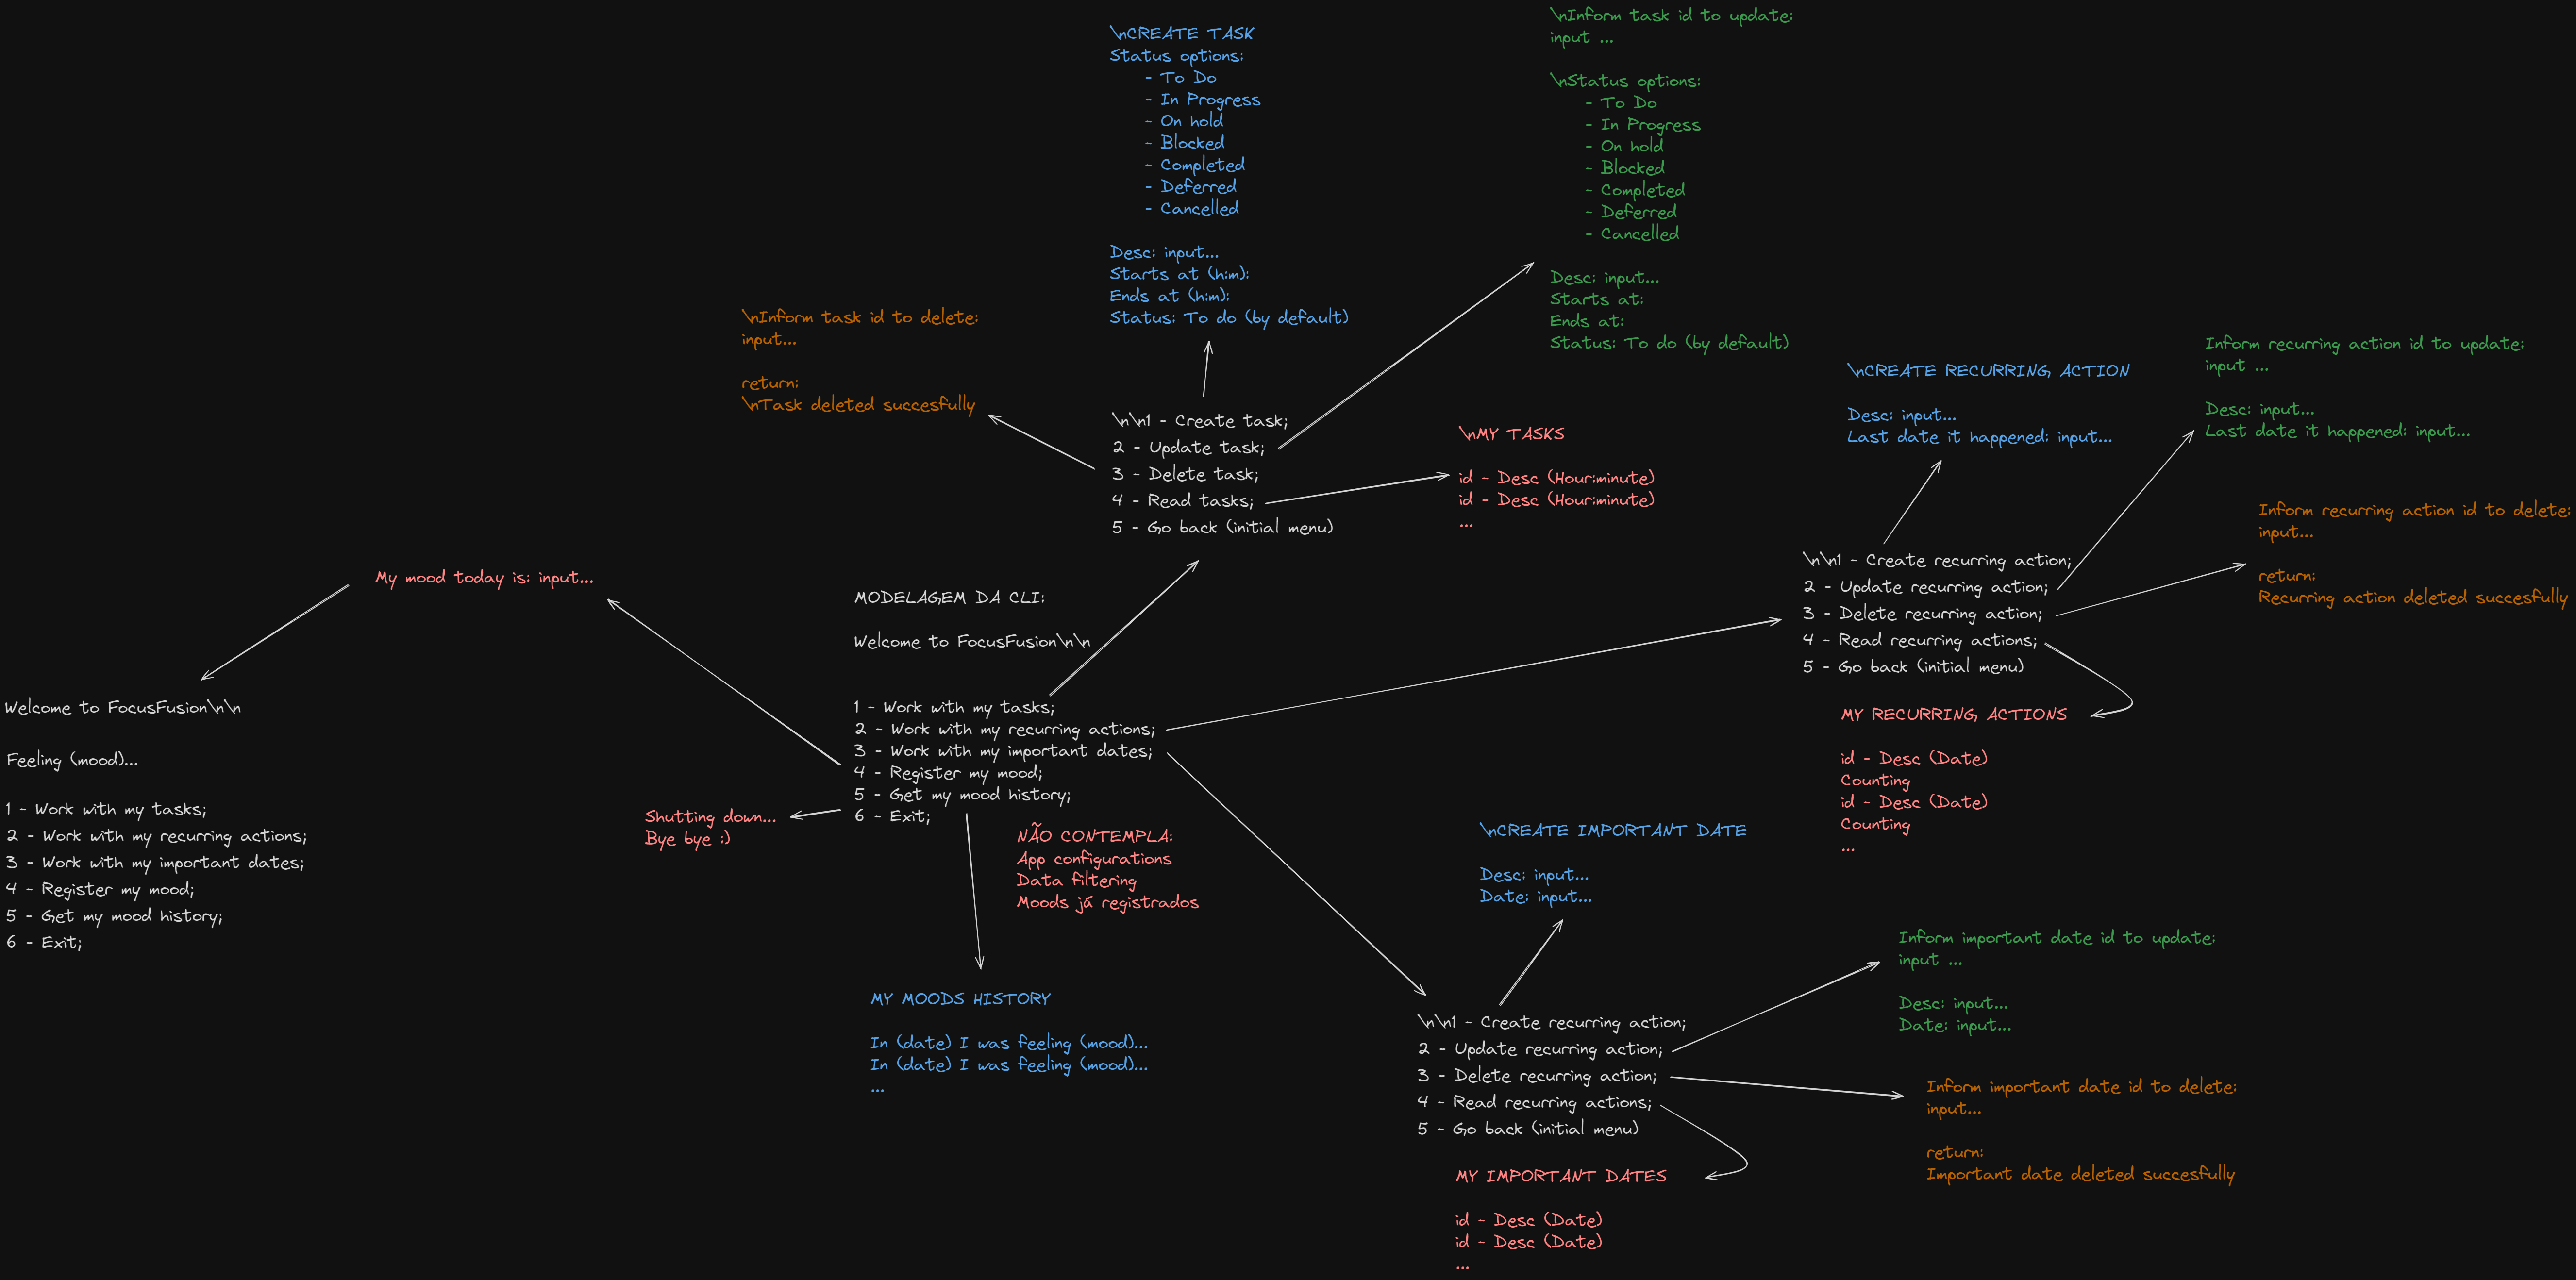 \nCREATE TASK
Status options:
- To Do
- In Progress
- On hold
- Blocked
- Completed
- Deferred
- Cancelled
Desc: input...
Starts at (h:m):
Ends at (h:m):
Status: To do (by default)
\nInform task id to update:
input ...
\nStatus options:
- To Do
- In Progress
- On hold
- Blocked
- Completed
- Deferred
- Cancelled
Desc: input...
Starts at:
Ends at:
Status: To do (by default)
\nInform task id to delete:
input...
return:
\nTask deleted succesfully
\n\n1 - Create task;
2 - Update task;
3 - Delete task;
4 - Read tasks;
5 - Go back (initial menu)
\nMY TASKS
id - Desc (Hour:minute)
id - Desc (Hour:minute)
...
\nCREATE RECURRING ACTION
Desc: input...
Last date it happened: input...
Inform recurring action id to update:
input ...
Desc: input...
Last date it happened: input...
Inform recurring action id to delete:
input...
return:
Recurring action deleted succesfully
\n\n1 - Create recurring action;
2 - Update recurring action;
3 - Delete recurring action;
4 - Read recurring actions;
5 - Go back (initial menu)
MY RECURRING ACTIONS
id - Desc (Date)
Counting
id - Desc (Date)
Counting
...
My mood today is: input...
MODELAGEM DA CLI:
Welcome to FocusFusion\n\n
1 - Work with my tasks;
2 - Work with my recurring actions;
3 - Work with my important dates;
4 - Register my mood;
5 - Get my mood history;
6 - Exit;
Welcome to FocusFusion\n\n
Feeling (mood)...
1 - Work with my tasks;
2 - Work with my recurring actions;
3 - Work with my important dates;
4 - Register my mood;
5 - Get my mood history;
6 - Exit;
Shutting down...
Bye bye :)
NÃO CONTEMPLA:
App configurations
Data filtering
Moods já registrados
MY MOODS HISTORY
In (date) I was feeling (mood)...
In (date) I was feeling (mood)...
...
\nCREATE IMPORTANT DATE
Desc: input...
Date: input...
Inform important date id to update:
input ...
Desc: input...
Date: input...
\n\n1 - Create recurring action;
2 - Update recurring action;
3 - Delete recurring action;
4 - Read recurring actions;
5 - Go back (initial menu)
Inform important date id to delete:
input...
return:
Important date deleted succesfully
MY IMPORTANT DATES
id - Desc (Date)
id - Desc (Date)
...